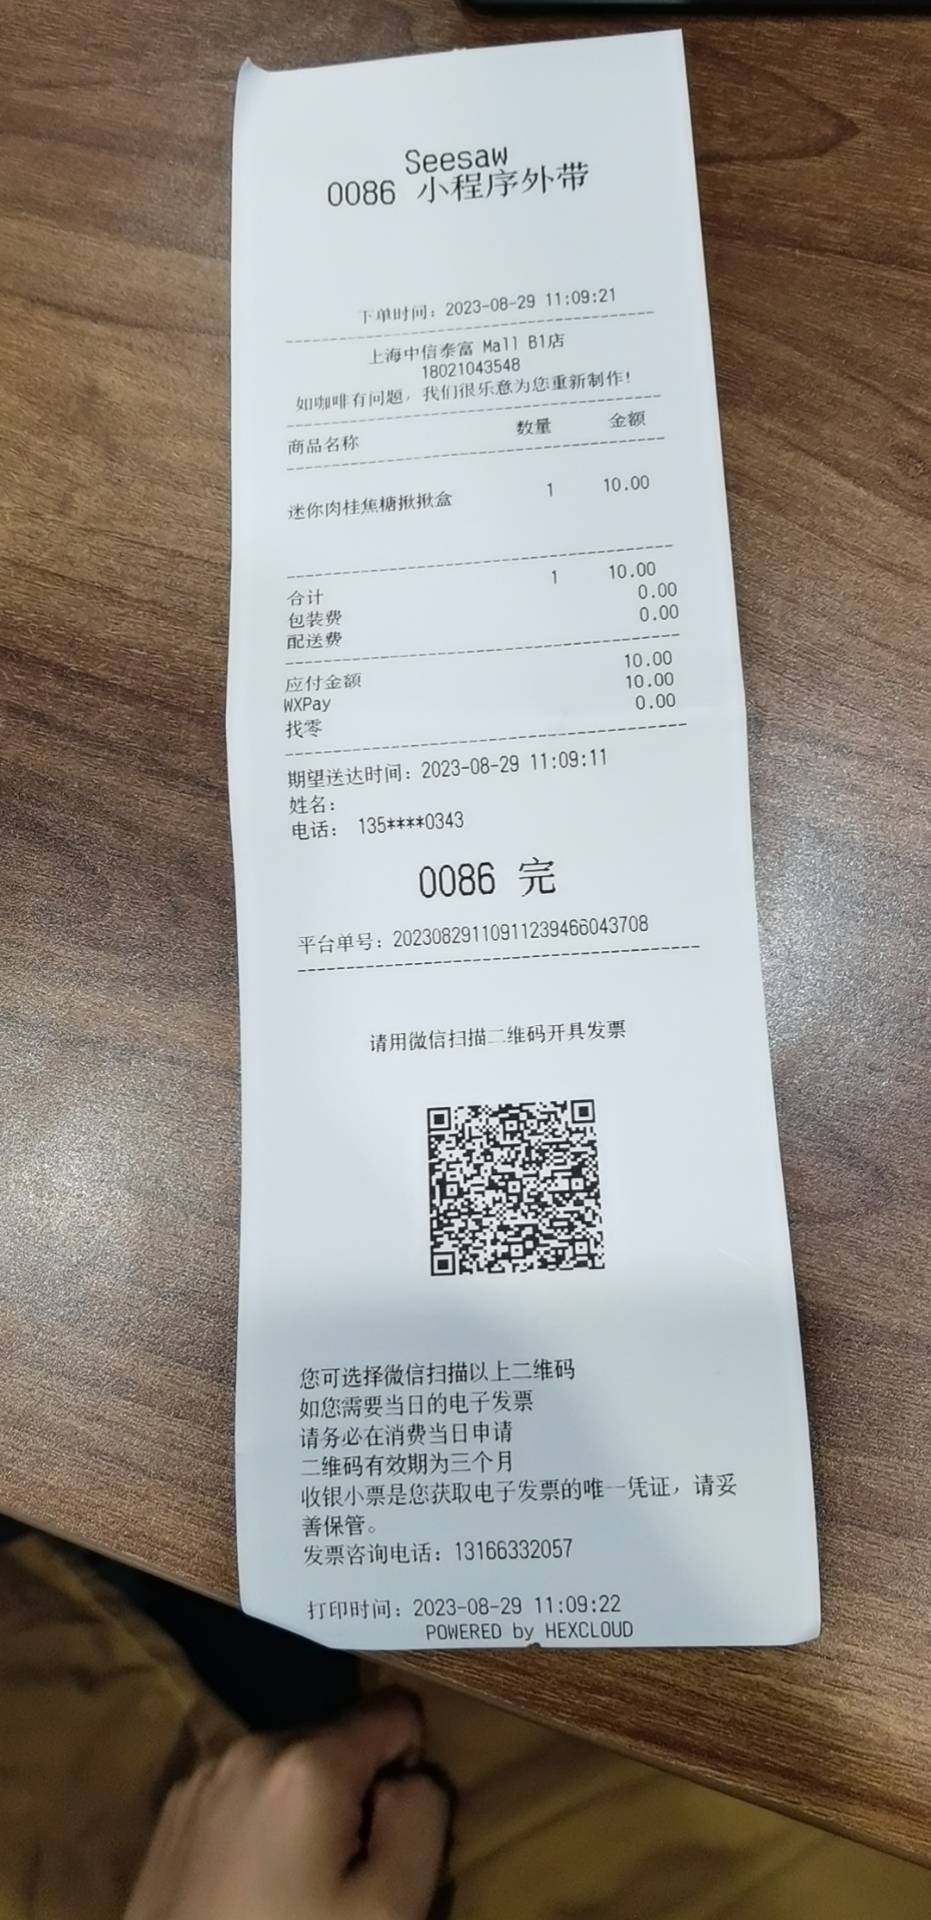 Seesaw
0086 小程序外带
下单时间：2023-08-29 11:09:21
上海中信泰富 Mall B1店
18021043548
如咖啡有问题，我们很乐意为您重新制作！
商品名称 数量 金额
迷你肉桂焦糖揪揪盒 1 10.00
合计 1 10.00
包装费 0.00
配送费 0.00
应付金额 10.00
WXPay 10.00
找零 0.00
期望送达时间：2023-08-29 11:09:11
姓名：
电话： 135****0343
0086 完
平台单号：20230829110911239466043708
请用微信扫描二维码开具发票
您可选择微信扫描以上二维码
如您需要当日的电子发票
请务必在消费当日申请
二维码有效期为三个月
收银小票是您获取电子发票的唯一凭证，请妥
善保管。
发票咨询电话：13166332057
打印时间：2023-08-29 11:09:22
POWERED by HEXCLOUD